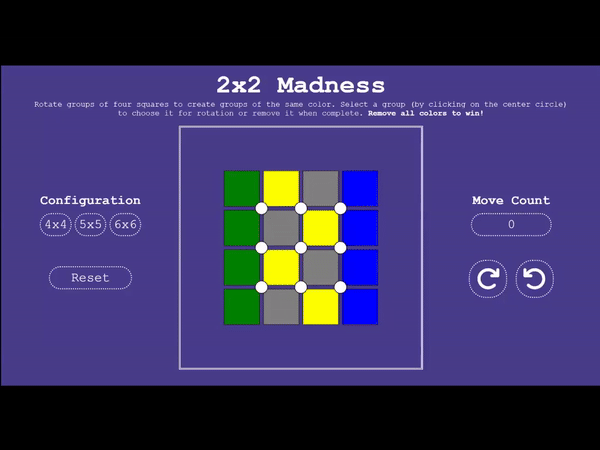 2x2 Madness
Rotate groups of four squares to create groups of the same color. Select a group (by clicking on the center circle)
to choose it for rotation or remove it when complete. Remove all colors to win!
Configuration
4x4 5x5 6x6
Reset
Move Count
0